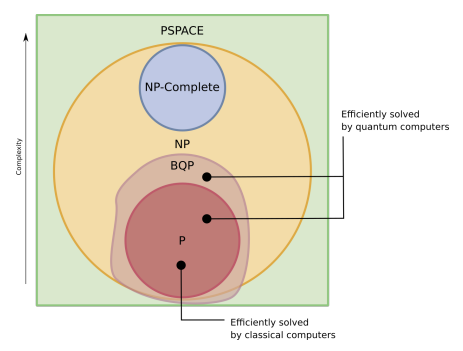 PSPACE
NP-Complete
Efficiently solved
by quantum computers
NP
BQP
Complexity
P
Efficiently solved
by classical computers